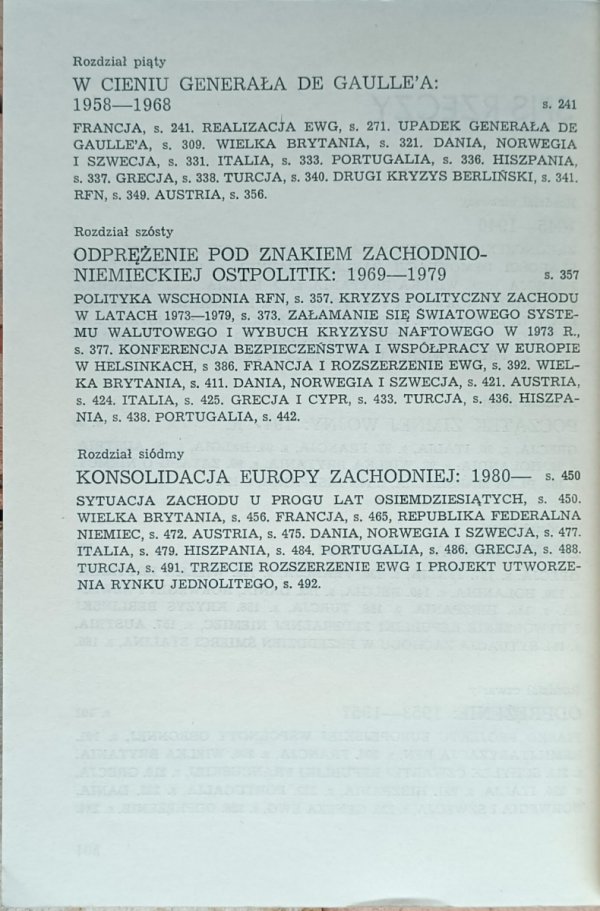 Rozdział piąty
W CIENIU GENERAŁA DE GAULLE'A:
1958—1968 s. 241
FRANCJA, s. 241. REALIZACJA EWG, s. 271. UPADEK GENERAŁA DE
GAULLE'A, s. 309. WIELKA BRYTANIA, s. 321. DANIA, NORWEGIA
I SZWECJA, s. 331. ITALIA, s. 333. PORTUGALIA, s. 336. HISZPANIA,
s. 337. GRECJA, s. 338. TURCJA, s. 340. DRUGI KRYZYS BERLIŃSKI, s. 341.
RFN, s. 349. AUSTRIA, s. 356.
Rozdział szósty
ODPRĘŻENIE POD ZNAKIEM ZACHODNIO-
NIEMIECKIEJ OSTPOLITIK: 1969—1979 s. 357
POLITYKA WSCHODNIA RFN, s. 357. KRYZYS POLITYCZNY ZACHODU
W LATACH 1973—1979, s. 373. ZAŁAMANIE SIĘ ŚWIATOWEGO SYSTE-
MU WALUTOWEGO I WYBUCH KRYZYSU NAFTOWEGO W 1973 R.,
s. 377. KONFERENCJA BEZPIECZEŃSTWA I WSPÓŁPRACY W EUROPIE
W HELSINKACH, s 386. FRANCJA I ROZSZERZENIE EWG, s. 392. WIEL-
KA BRYTANIA, s. 411. DANIA, NORWEGIA I SZWECJA, s. 421. AUSTRIA,
s. 424. ITALIA, s. 425. GRECJA I CYPR, s. 433. TURCJA, s. 436. HISZPA-
NIA, s. 438. PORTUGALIA, s. 442.
Rozdział siódmy
KONSOLIDACJA EUROPY ZACHODNIEJ: 1980— s. 450
SYTUACJA ZACHODU U PROGU LAT OSIEMDZIESIĄTYCH, s. 450.
WIELKA BRYTANIA, s. 456. FRANCJA, s. 465, REPUBLIKA FEDERALNA
NIEMIEC, s. 472. AUSTRIA, s. 475. DANIA, NORWEGIA I SZWECJA, s. 477.
ITALIA, s. 479. HISZPANIA, s. 484. PORTUGALIA, s. 486. GRECJA, s. 488.
TURCJA, s. 491. TRZECIE ROZSZERZENIE EWG I PROJEKT UTWORZE-
NIA RYNKU JEDNOLITEGO, s. 492.